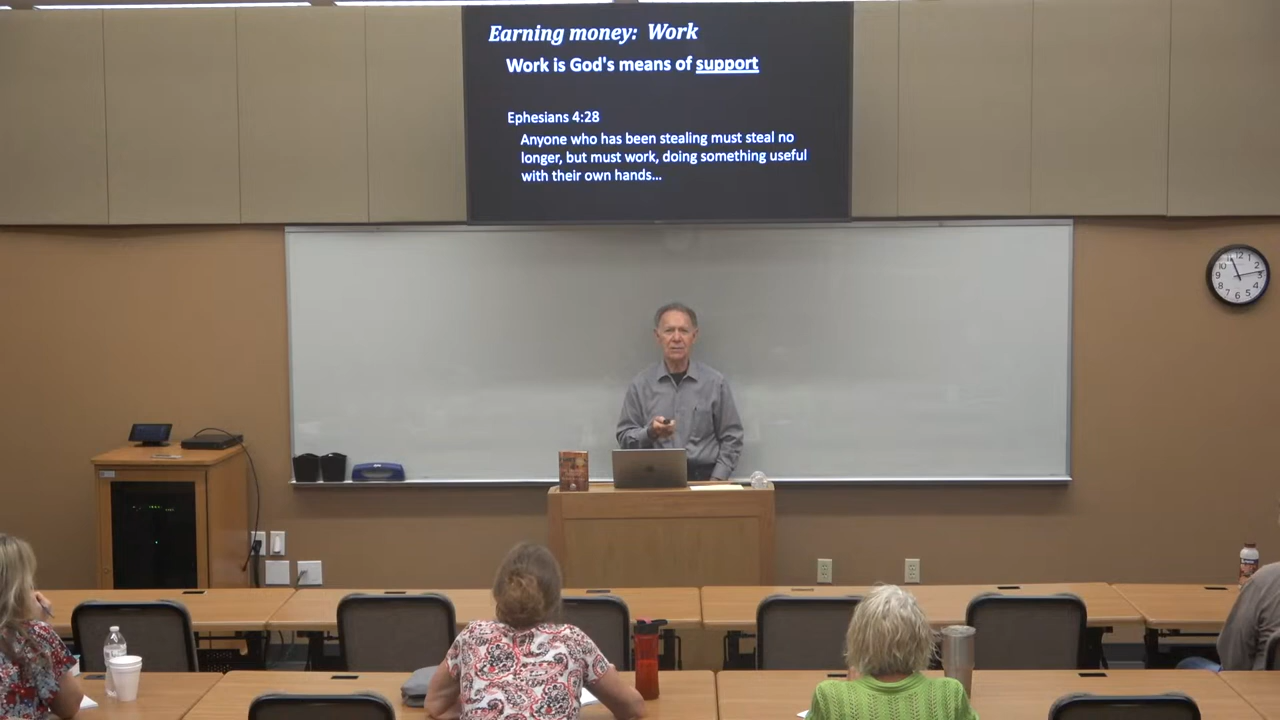 Earning money: Work
Work is God's means of support
Ephesians 4:28
Anyone who has been stealing must steal no
longer, but must work, doing something useful
with their own hands...